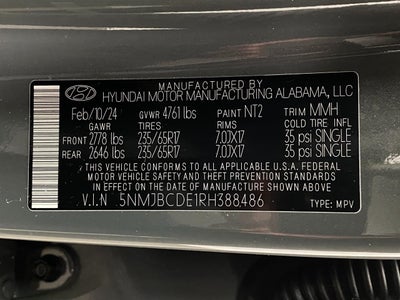 MANUFACTURED BY
HYUNDAI MOTOR MANUFACTURING ALABAMA, LLC
Feb/10/24 GVWR 4761 lbs PAINT NT2 TRIM MMH
GAWR TIRES RIMS COLD TIRE INFL
FRONT 2778 lbs 235/65R17 7.0JX17 35 psi SINGLE
REAR 2646 lbs 235/65R17 7.0JX17 35 psi SINGLE
THIS VEHICLE CONFORMS TO ALL APPLICABLE U.S.A. FEDERAL
MOTOR VEHICLE SAFETY AND THEFT PREVENTION STANDARDS
IN EFFECT ON THE DATE OF MANUFACTURE SHOWN ABOVE.
V.I.N 5NMJBCDE1RH388486 TYPE: MPV